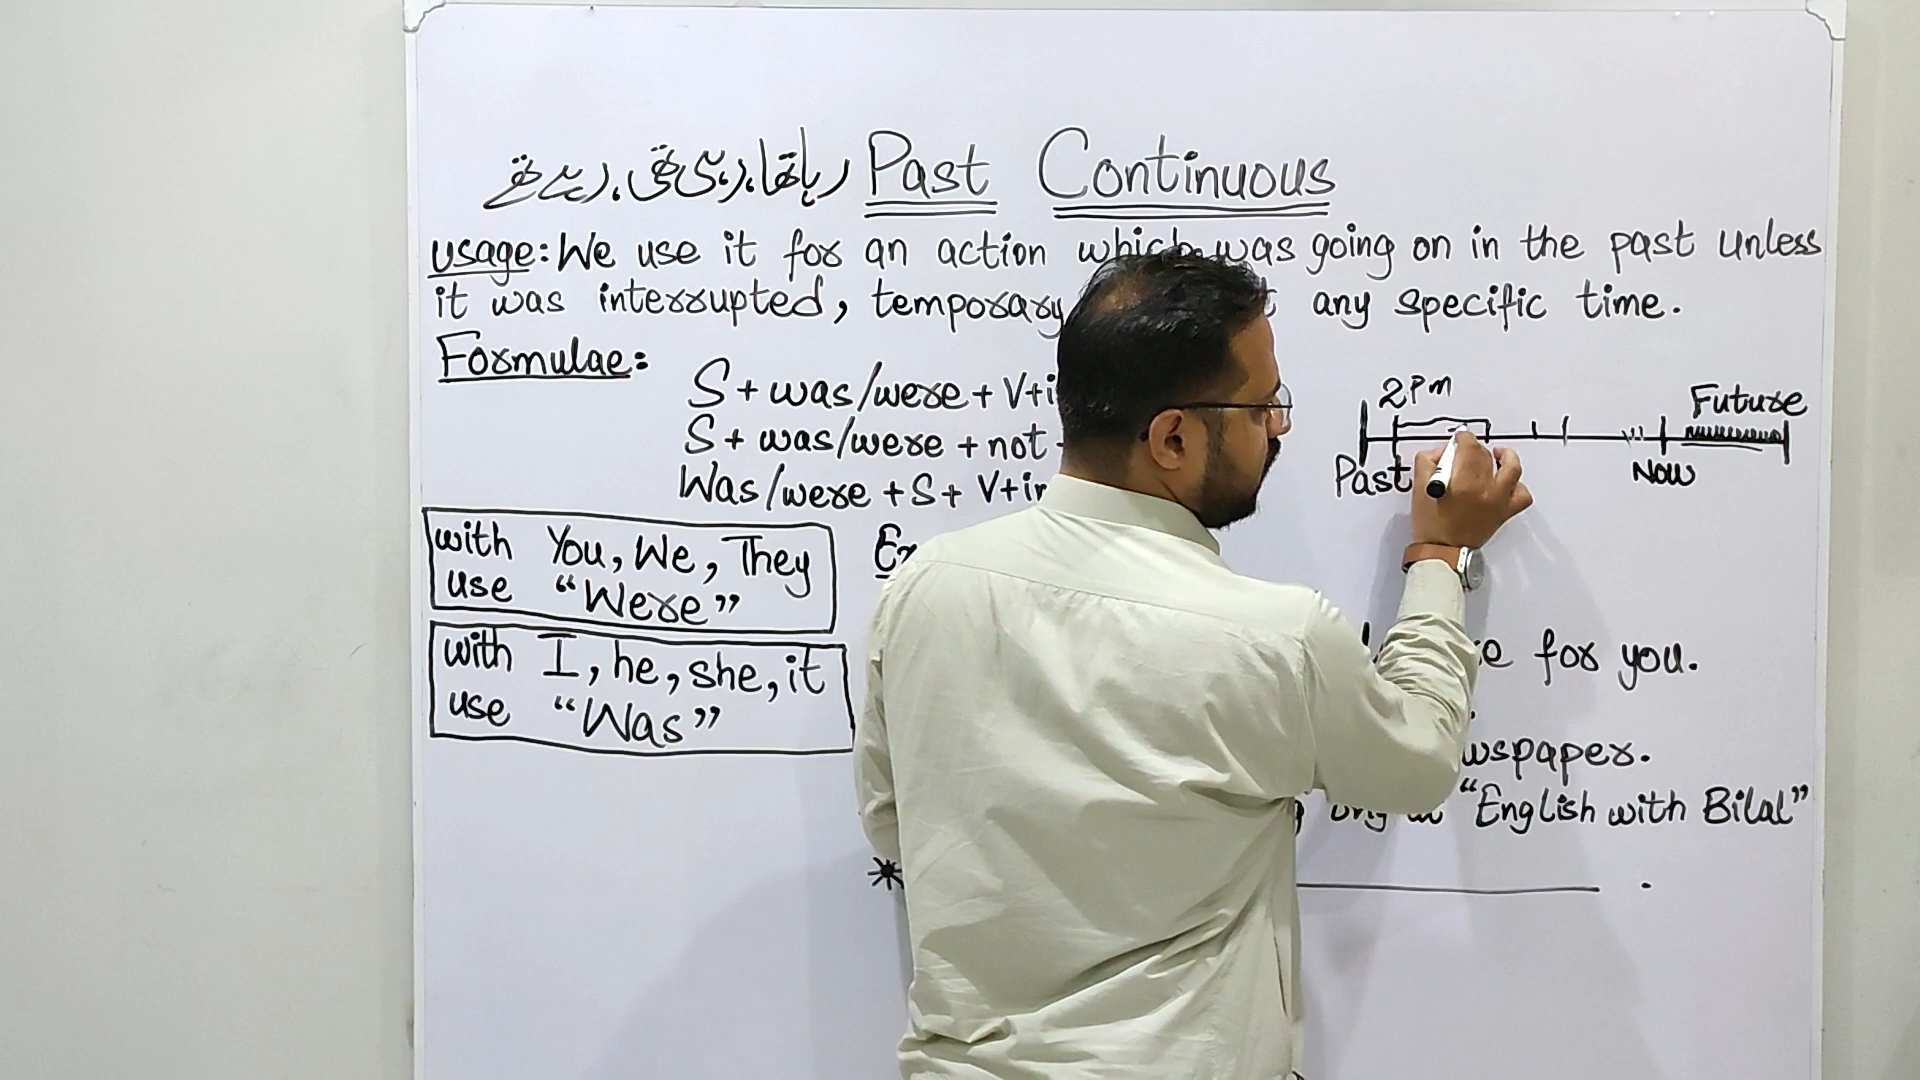 رہا تھا، رہی تھی، رہے تھے Past Continuous
Usage: We use it for an action which was going on in the past unless
it was interrupted, temporary any specific time.
Formulae:
S + was/were + V+i
S + was/were + not
Was/were + S + V+in
2 Pm
Future
Past
Now
with You, We, They
use "Were"
with I, he, she, it
use "Was"
for you.
"English with Bilal"